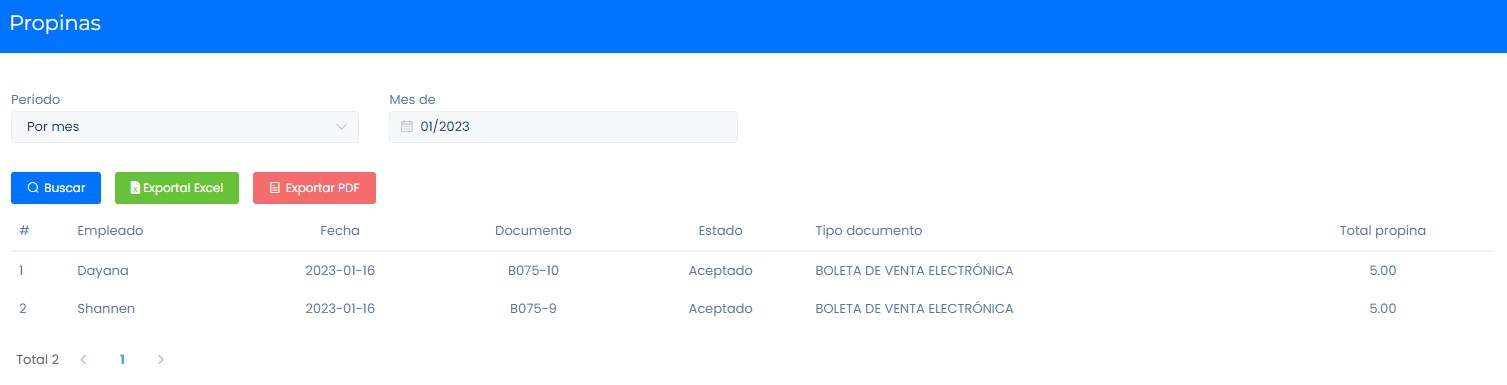 Propinas
Periodo Mes de
Por mes 01/2023
Buscar Exportal Excel Exportar PDF
# Empleado Fecha Documento Estado Tipo documento Total propina
1 Dayana 2023-01-16 B075-10 Aceptado BOLETA DE VENTA ELECTRÓNICA 5.00
2 Shannen 2023-01-16 B075-9 Aceptado BOLETA DE VENTA ELECTRÓNICA 5.00
Total 2 < 1 >